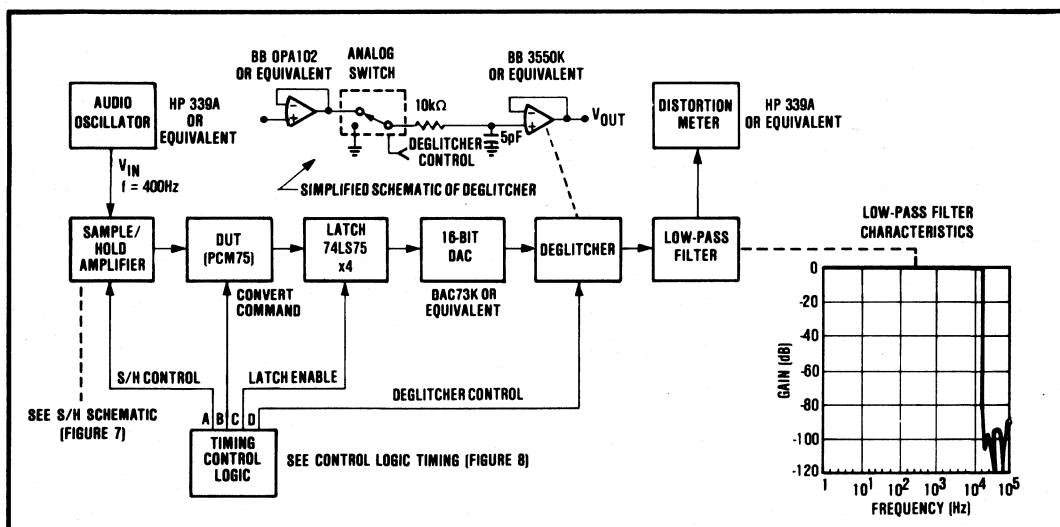 BB OPA102
OR EQUIVALENT
ANALOG
SWITCH
BB 3550K
OR EQUIVALENT
AUDIO
OSCILLATOR
HP 339A
OR
EQUIVALENT
10kΩ
5pF
VOUT
DISTORTION
METER
HP 339A
OR EQUIVALENT
DEGLITCHER
CONTROL
VIN
f = 400Hz
SIMPLIFIED SCHEMATIC OF DEGLITCHER
SAMPLE/
HOLD
AMPLIFIER
DUT
(PCM75)
LATCH
74LS75
x4
16-BIT
DAC
DEGLITCHER
LOW-PASS
FILTER
LOW-PASS FILTER
CHARACTERISTICS
CONVERT
COMMAND
DAC73K OR
EQUIVALENT
S/H CONTROL
LATCH ENABLE
DEGLITCHER CONTROL
SEE S/H SCHEMATIC
(FIGURE 7)
A B C D
TIMING
CONTROL
LOGIC
SEE CONTROL LOGIC TIMING (FIGURE 8)
GAIN (dB)
0
-20
-40
-60
-80
-100
-120
1 10¹ 10² 10³ 10⁴ 10⁵
FREQUENCY (Hz)